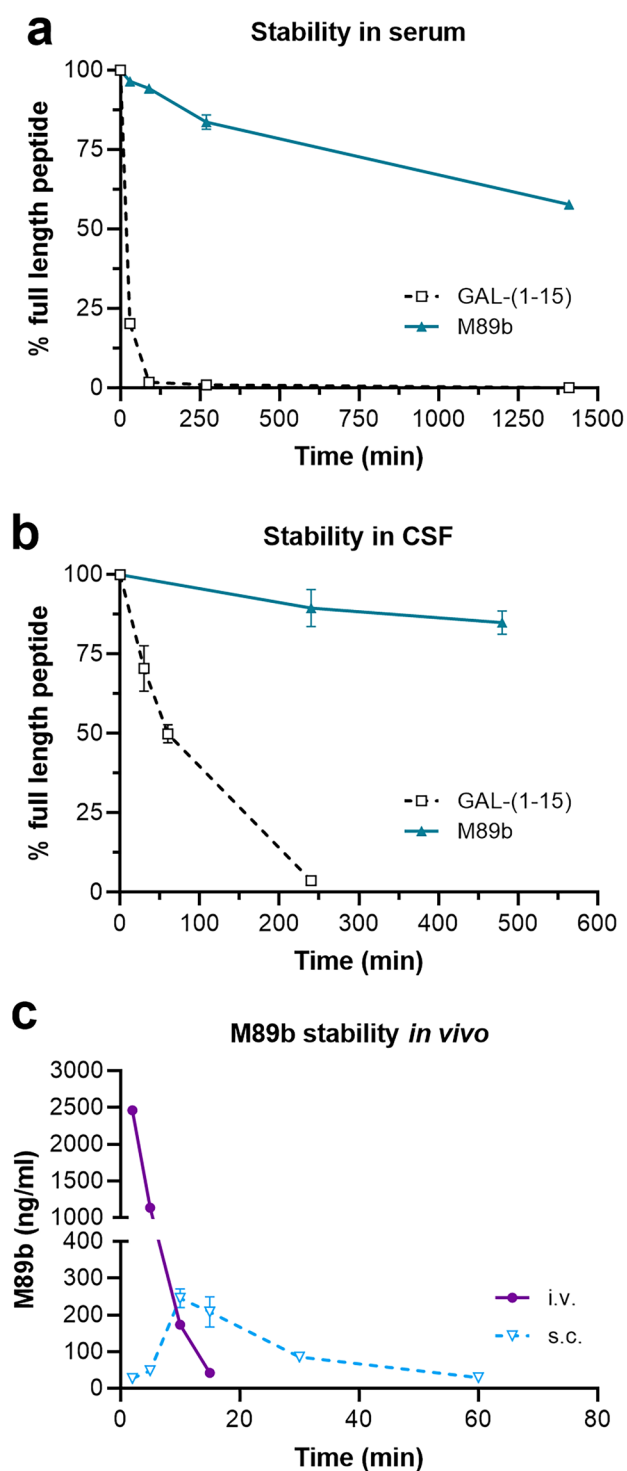 a
Stability in serum
% full length peptide
100
75
50
25
0
GAL-(1-15)
M89b
0 250 500 750 1000 1250 1500
Time (min)
b
Stability in CSF
% full length peptide
100
75
50
25
0
GAL-(1-15)
M89b
0 100 200 300 400 500 600
Time (min)
c
M89b stability in vivo
M89b (ng/ml)
3000
2500
2000
1500
1000
400
300
200
100
0
i.v.
s.c.
0 20 40 60 80
Time (min)